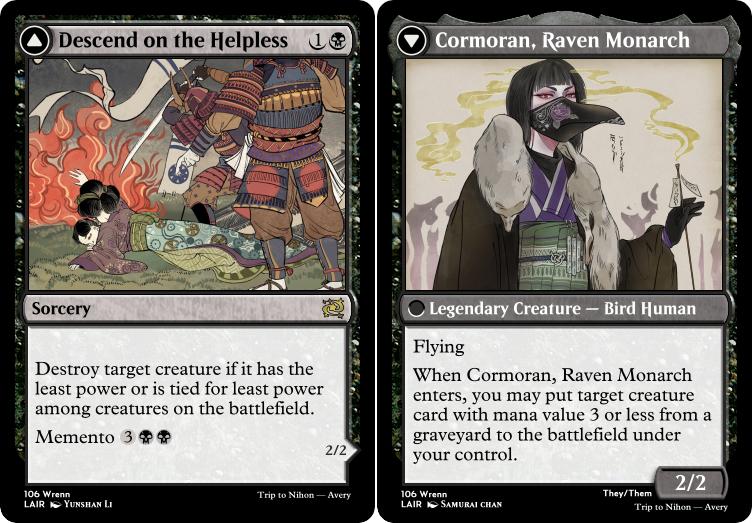 Descend on the Helpless 1
Sorcery
Destroy target creature if it has the
least power or is tied for least power
among creatures on the battlefield.
Memento 3
2/2
106 Wrenn
LAIR YUNSHAN LI
Trip to Nihon — Avery
Cormoran, Raven Monarch
Legendary Creature — Bird Human
Flying
When Cormoran, Raven Monarch
enters, you may put target creature
card with mana value 3 or less from a
graveyard to the battlefield under
your control.
2/2
106 Wrenn
They/Them
LAIR SAMURAI CHAN
Trip to Nihon — Avery